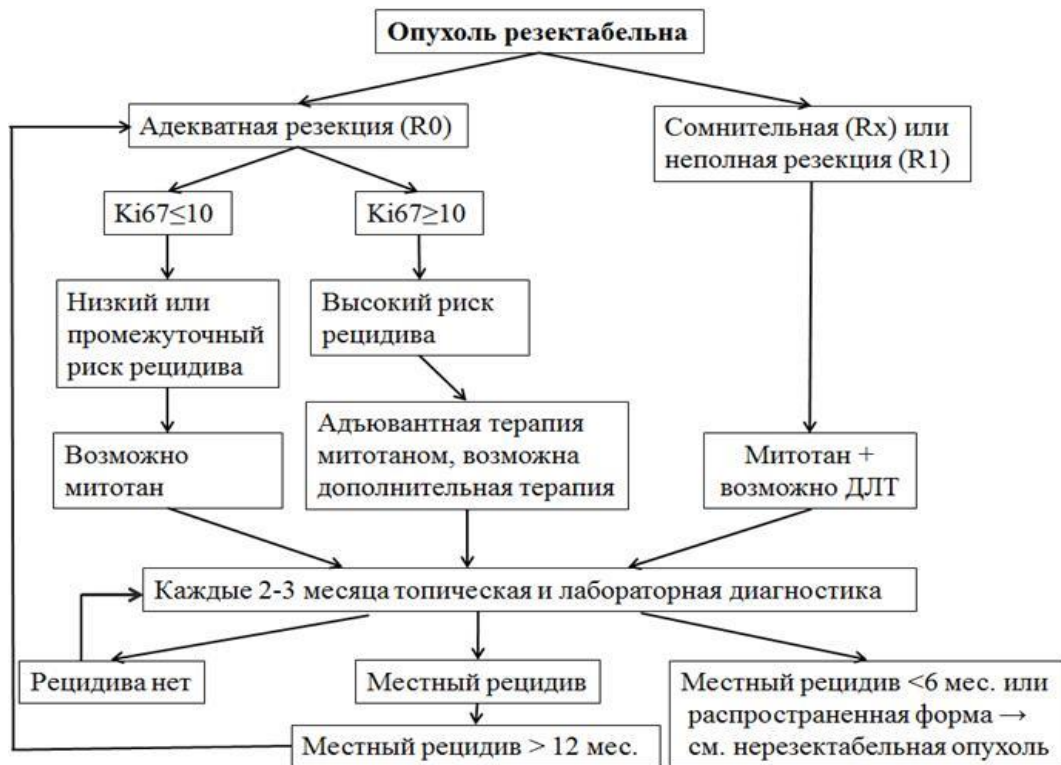 Опухоль резектабельна
Адекватная резекция (R0)
Сомнительная (Rx) или
неполная резекция (R1)
Ki67≤10
Ki67≥10
Низкий или
промежуточный
риск рецидива
Высокий риск
рецидива
Возможно
митотан
Адъювантная терапия
митотаном, возможна
дополнительная терапия
Митотан +
возможно ДЛТ
Каждые 2-3 месяца топическая и лабораторная диагностика
Рецидива нет
Местный рецидив
Местный рецидив > 12 мес.
Местный рецидив <6 мес. или
распространенная форма →
см. нерезектабельная опухоль